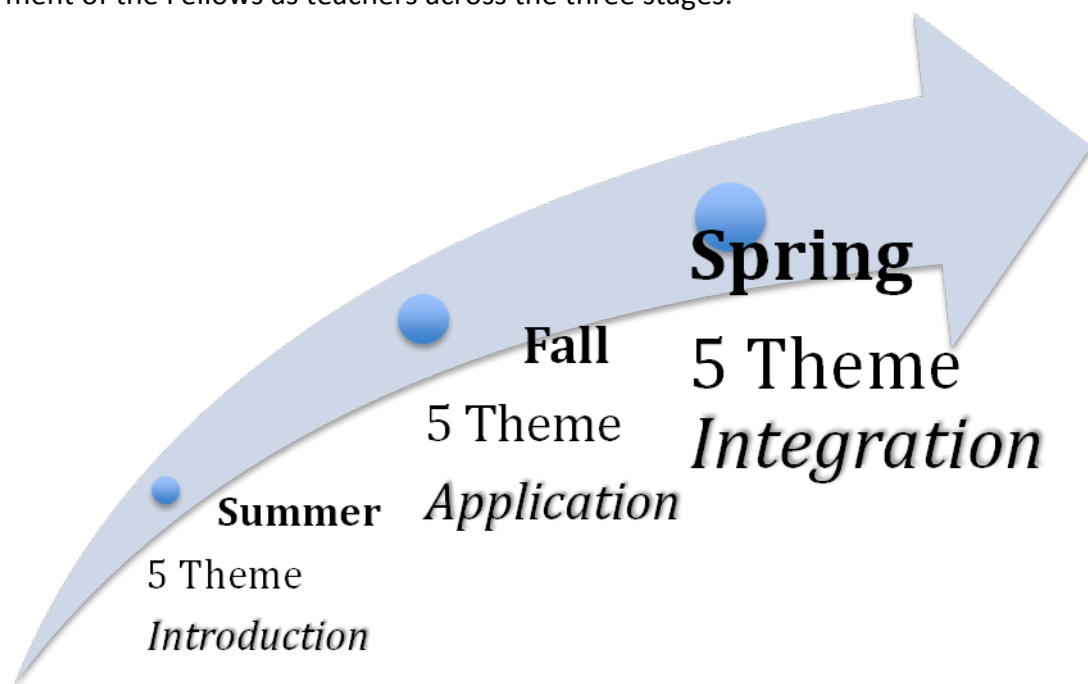 ment of the Fellows as teachers across the three stages.
Summer
5 Theme
Introduction
Fall
5 Theme
Application
Spring
5 Theme
Integration